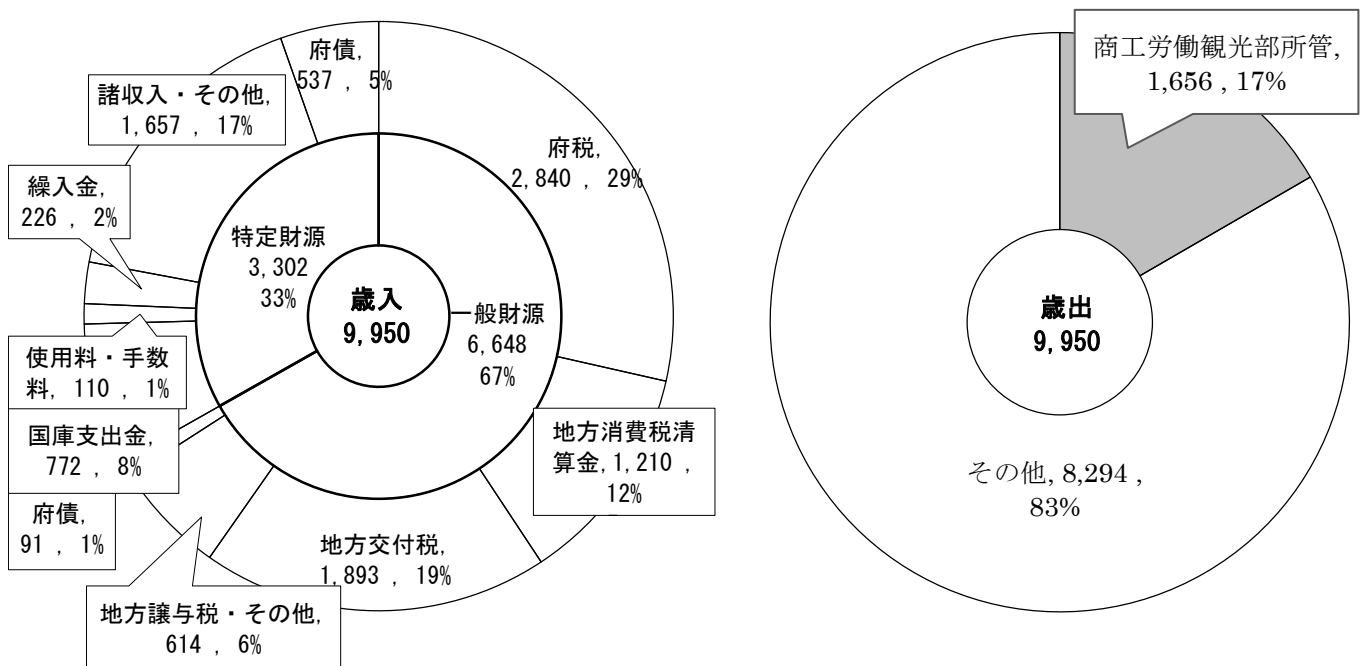 府債,
537 , 5%
諸収入・その他,
1,657 , 17%
府税,
2,840 , 29%
繰入金,
226 , 2%
特定財源
3,302
33%
歳入
9,950
一般財源
6,648
67%
使用料・手数
料, 110 , 1%
国庫支出金,
772 , 8%
府債,
91 , 1%
地方消費税清
算金, 1,210 ,
12%
地方交付税,
1,893 , 19%
地方譲与税・その他,
614 , 6%
商工労働観光部所管,
1,656 , 17%
歳出
9,950
その他, 8,294 ,
83%